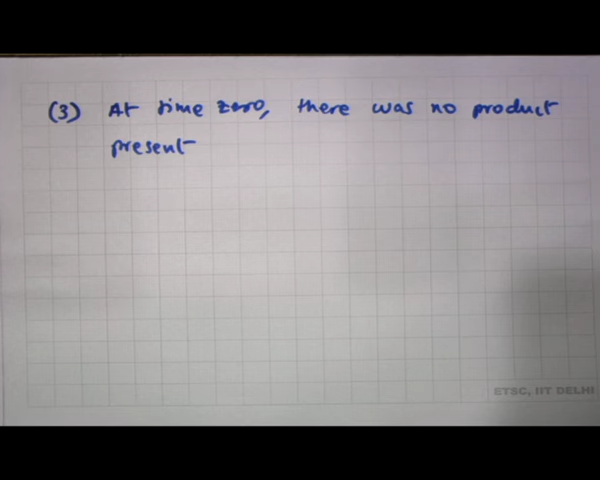 (3) At time zero, there was no product
present
ETSC, IIT DELHI